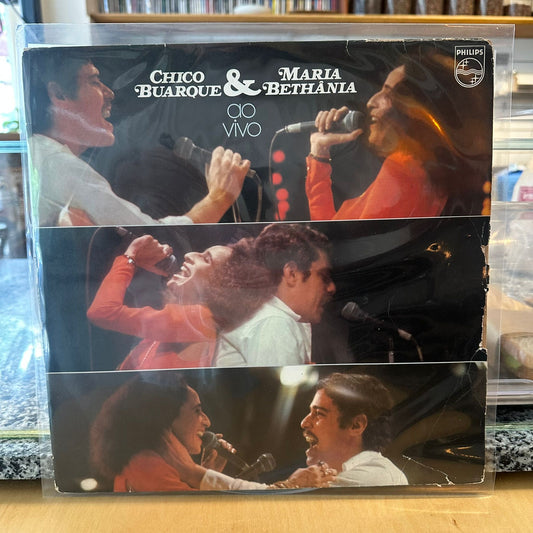 CHICO
BUARQUE
&
MARIA
BETHÂNIA
ao
vivo
PHILIPS